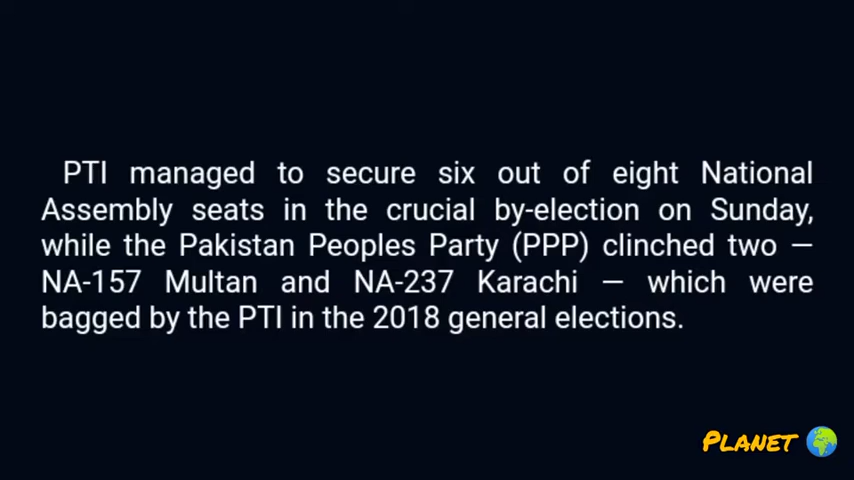 PTI managed to secure six out of eight National
Assembly seats in the crucial by-election on Sunday,
while the Pakistan Peoples Party (PPP) clinched two —
NA-157 Multan and NA-237 Karachi — which were
bagged by the PTI in the 2018 general elections.
PLANET